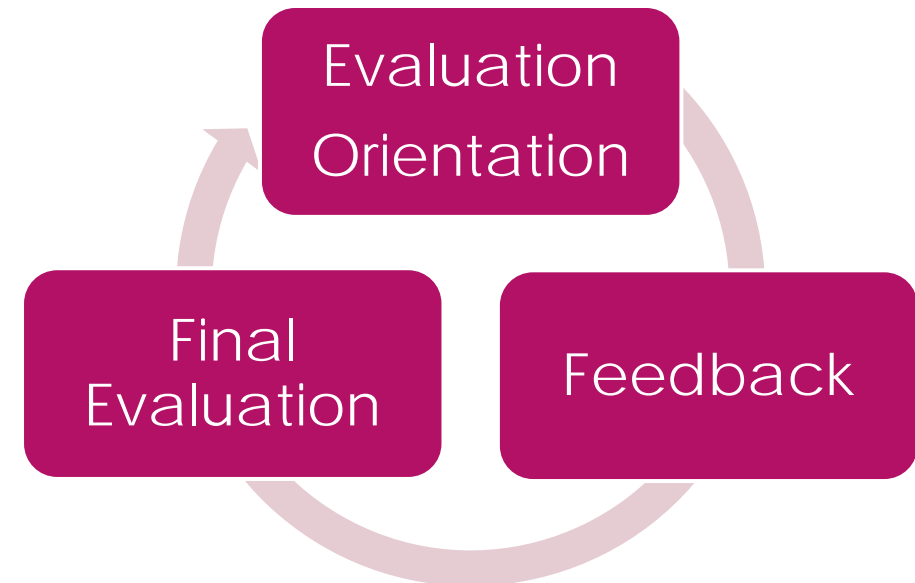 Evaluation
Orientation
Final
Evaluation
Feedback